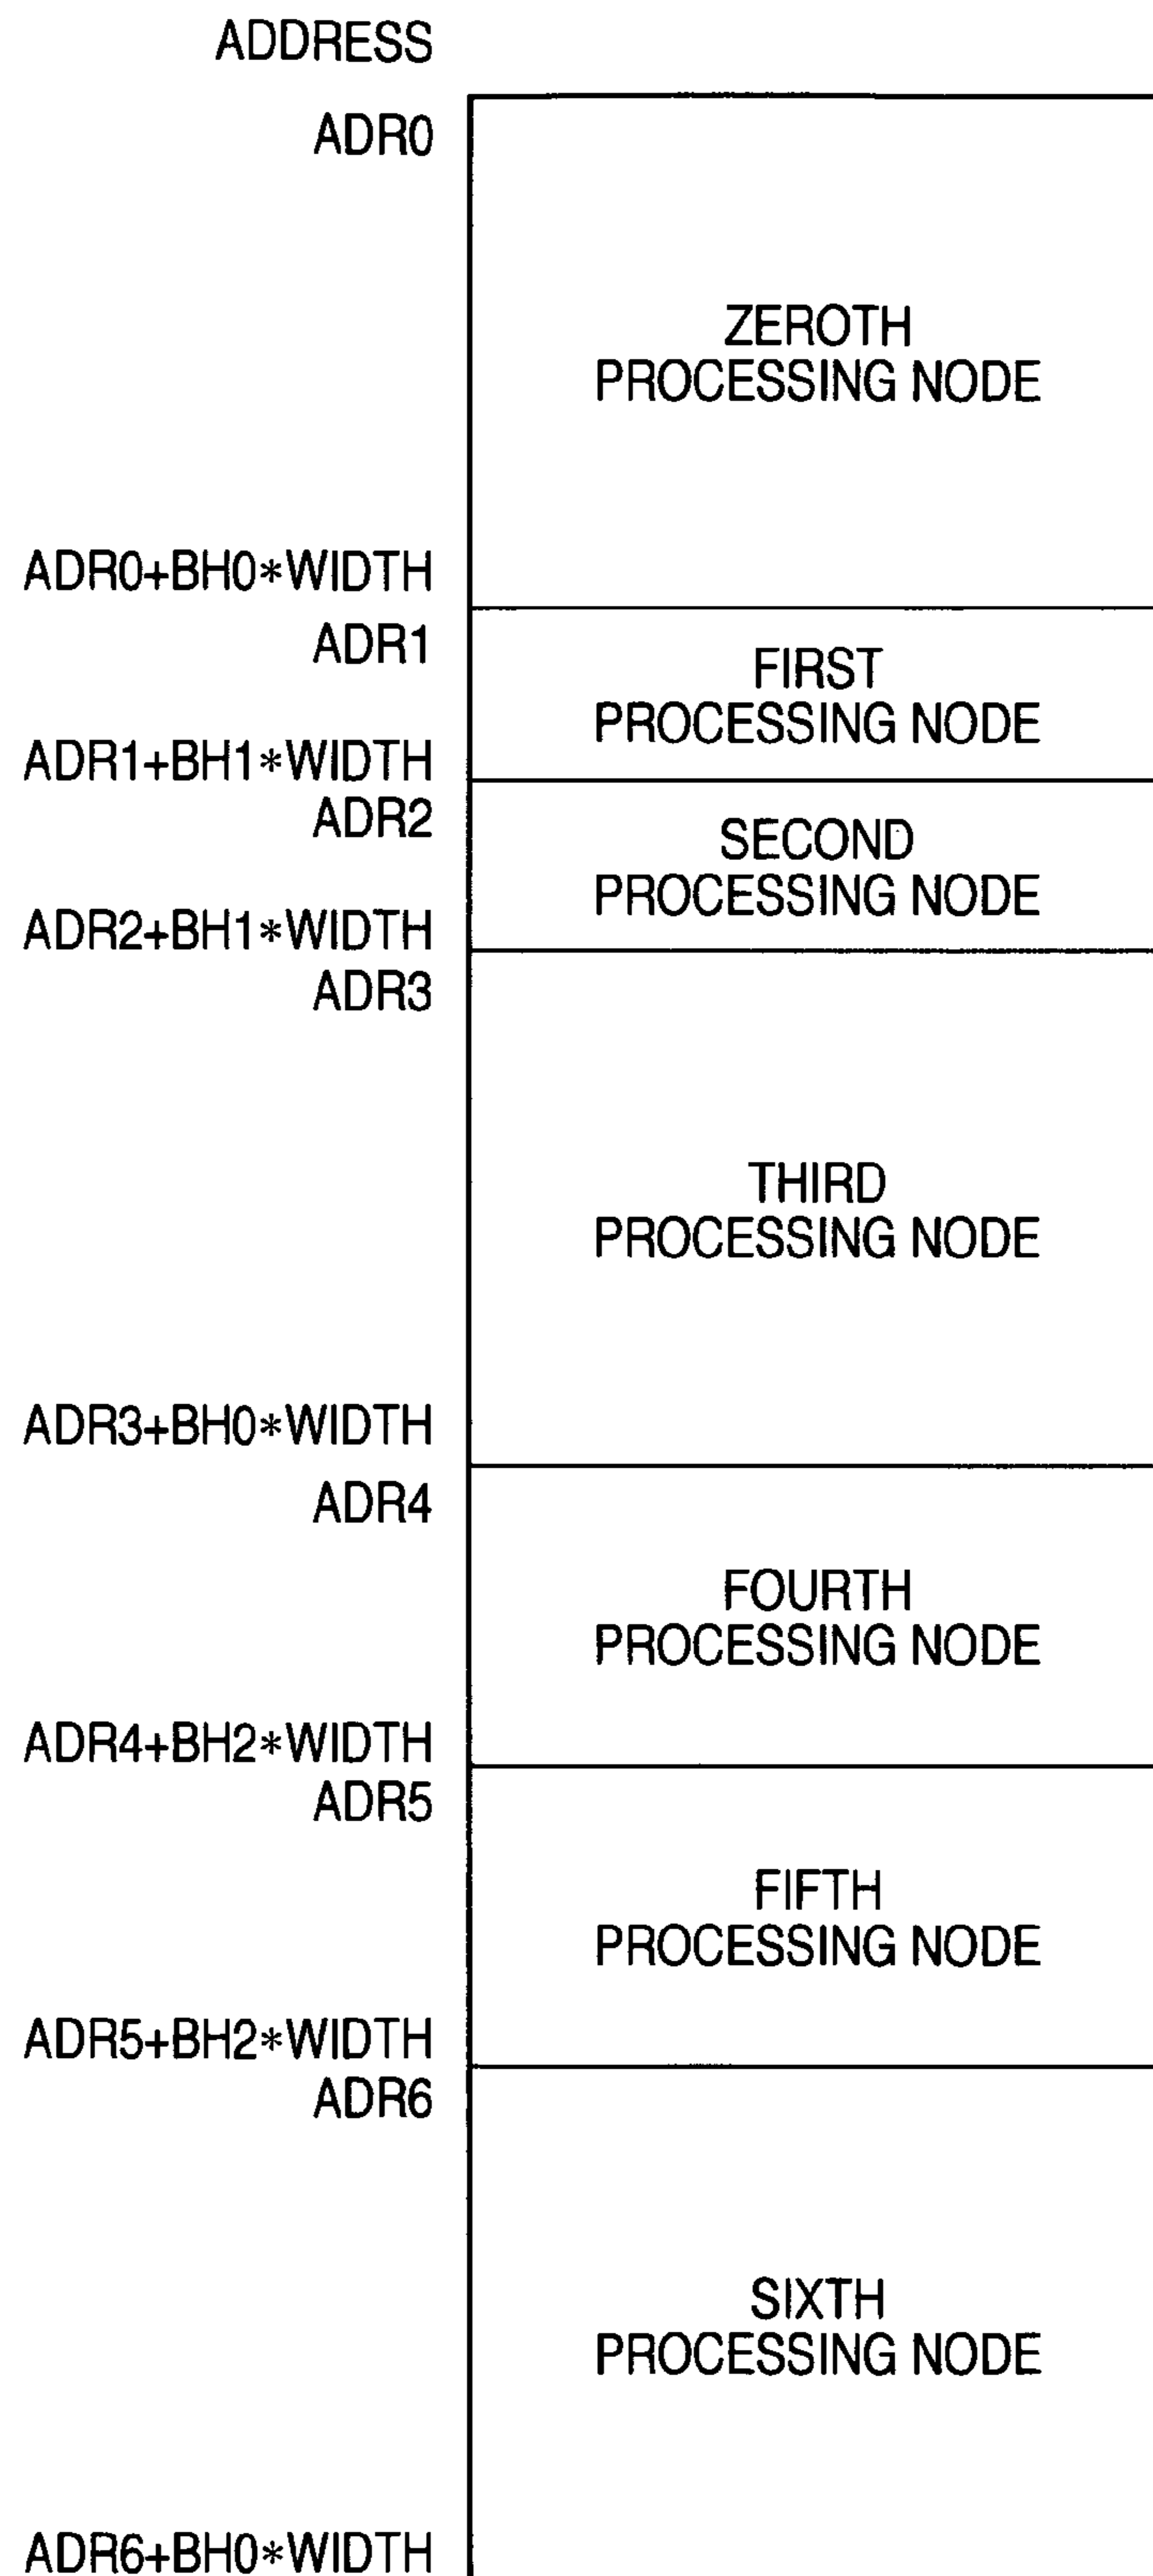 ADDRESS
ADR0
ZEROTH
PROCESSING NODE
ADR0+BH0*WIDTH
ADR1
FIRST
PROCESSING NODE
ADR1+BH1*WIDTH
ADR2
SECOND
PROCESSING NODE
ADR2+BH1*WIDTH
ADR3
THIRD
PROCESSING NODE
ADR3+BH0*WIDTH
ADR4
FOURTH
PROCESSING NODE
ADR4+BH2*WIDTH
ADR5
FIFTH
PROCESSING NODE
ADR5+BH2*WIDTH
ADR6
SIXTH
PROCESSING NODE
ADR6+BH0*WIDTH